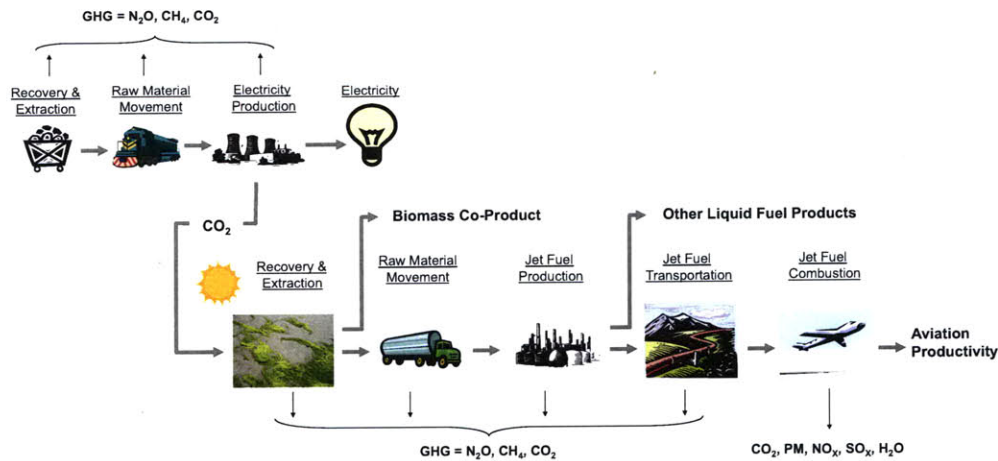 GHG = N₂O, CH₄, CO₂
Recovery &
Extraction
Raw Material
Movement
Electricity
Production
Electricity
CO₂
Biomass Co-Product
Other Liquid Fuel Products
Recovery &
Extraction
Raw Material
Movement
Jet Fuel
Production
Jet Fuel
Transportation
Jet Fuel
Combustion
Aviation
Productivity
GHG = N₂O, CH₄, CO₂
CO₂, PM, NOₓ, SOₓ, H₂O